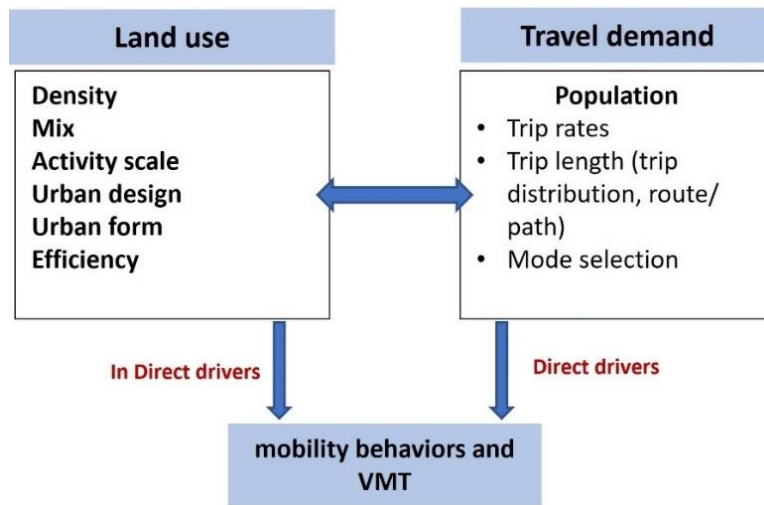 Land use
Density
Mix
Activity scale
Urban design
Urban form
Efficiency
Travel demand
Population
• Trip rates
• Trip length (trip
distribution, route/
path)
• Mode selection
In Direct drivers
Direct drivers
mobility behaviors and
VMT